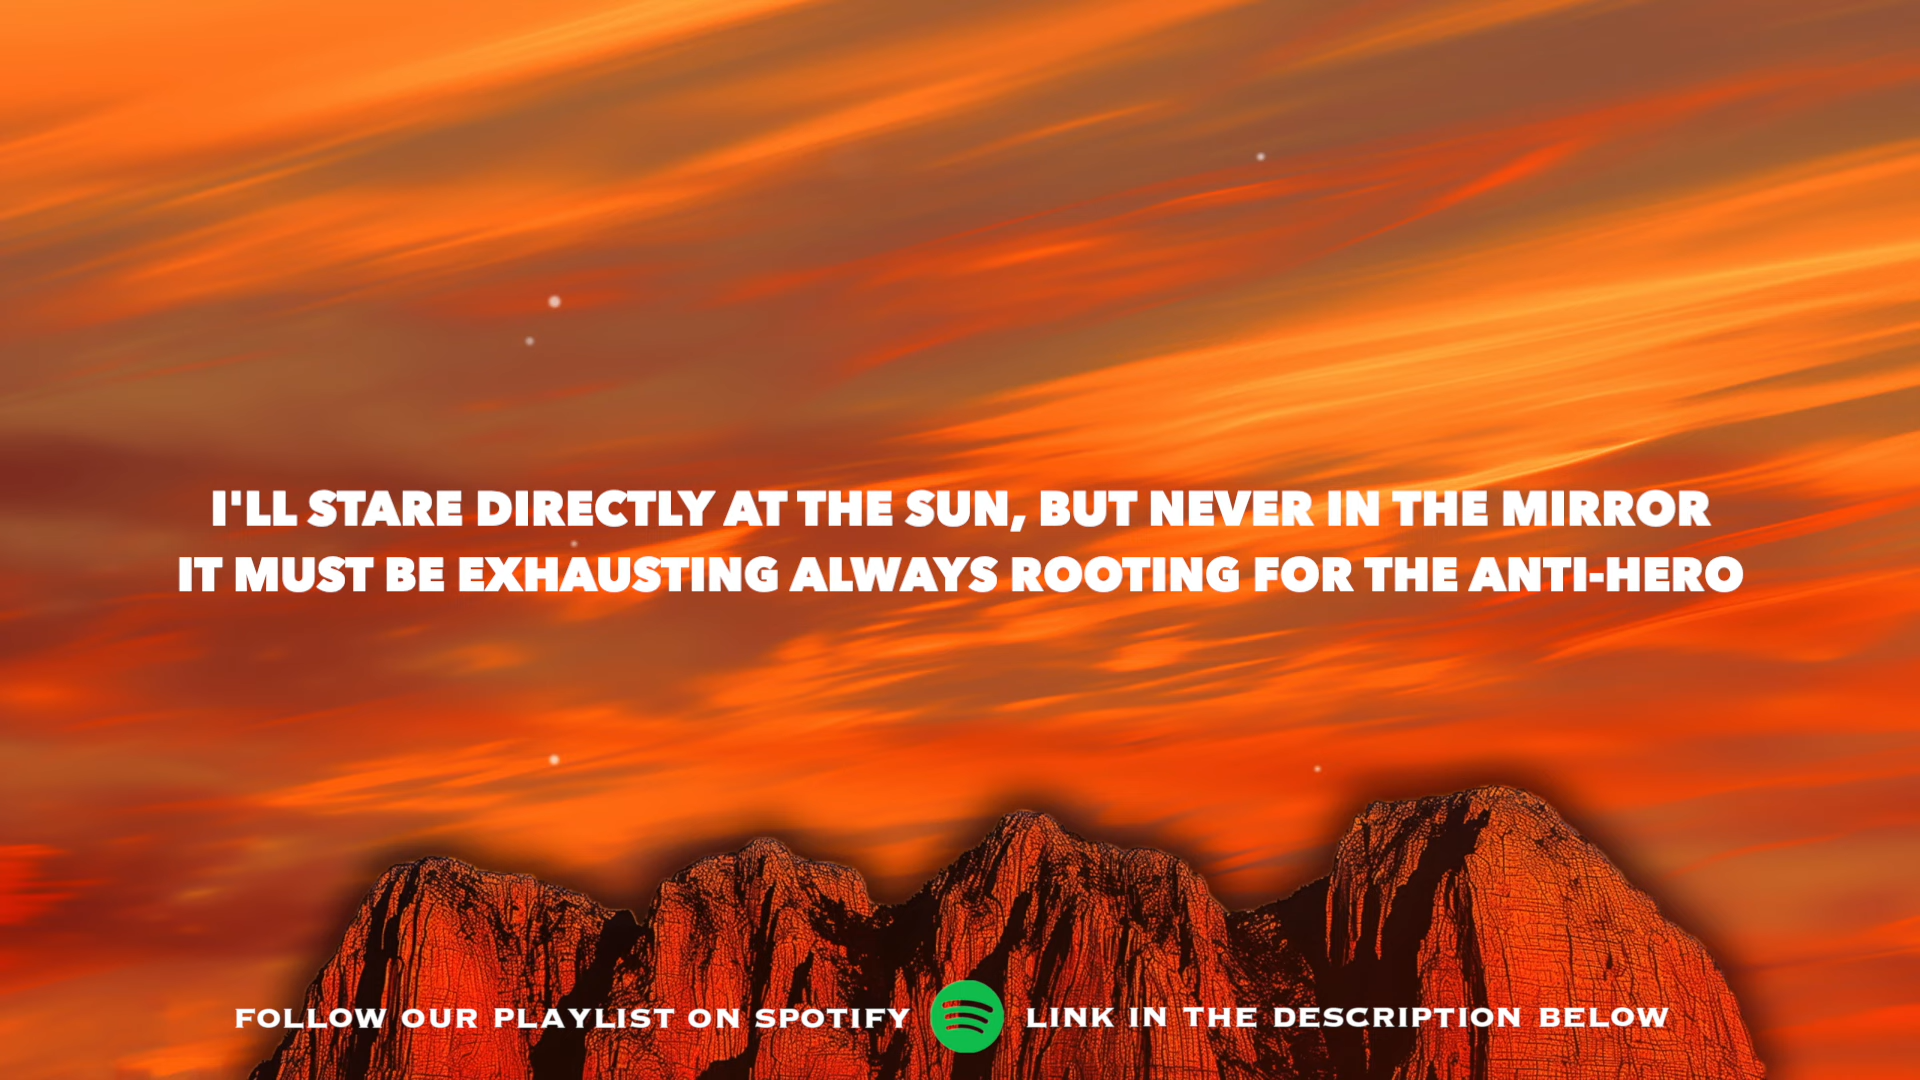 I'LL STARE DIRECTLY AT THE SUN, BUT NEVER IN THE MIRROR
IT MUST BE EXHAUSTING ALWAYS ROOTING FOR THE ANTI-HERO
FOLLOW OUR PLAYLIST ON SPOTIFY LINK IN THE DESCRIPTION BELOW